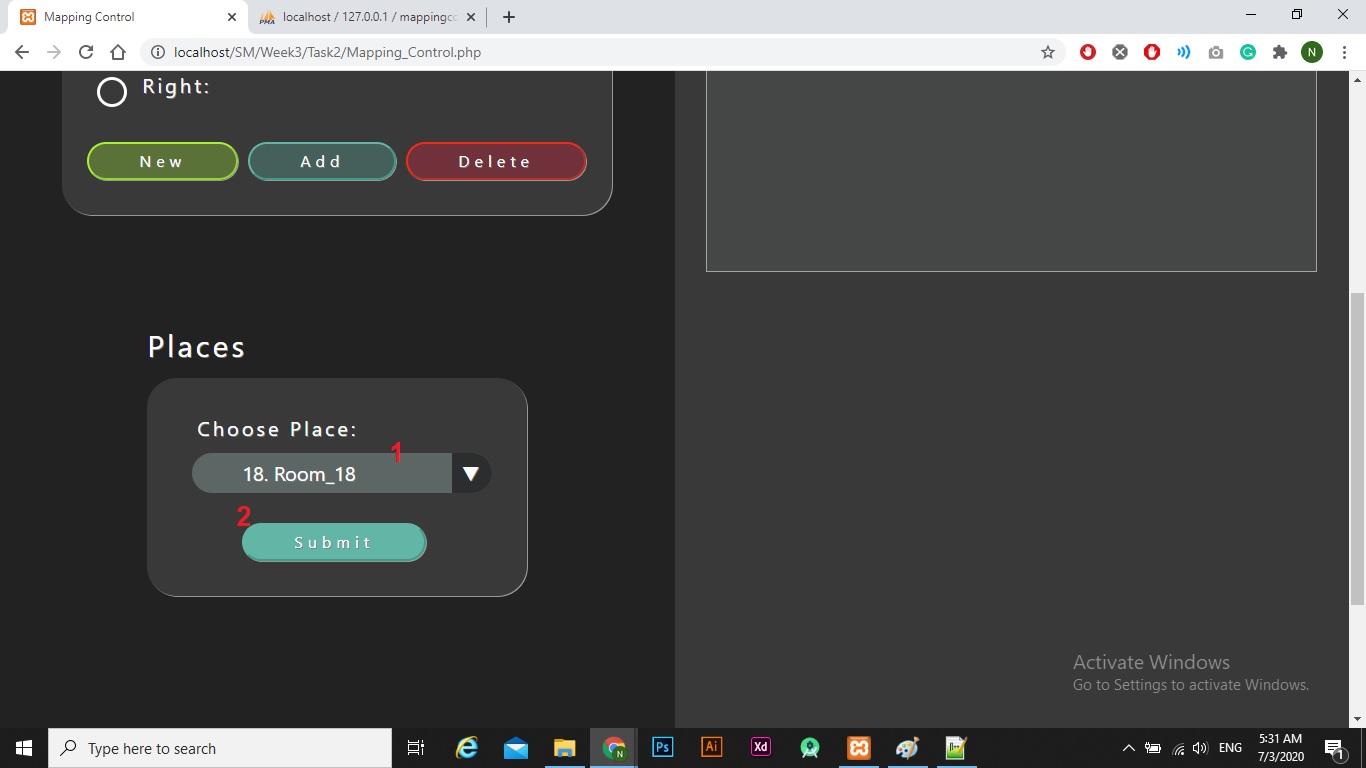 Mapping Control
localhost / 127.0.0.1 / mappingco
localhost/SM/Week3/Task2/Mapping_Control.php
N
Right:
New
Add
Delete
Places
Choose Place:
1
18. Room_18
2
Submit
Activate Windows
Go to Settings to activate Windows.
Type here to search
N
Ps
Ai
Xd
ENG
5:31 AM
7/3/2020
1